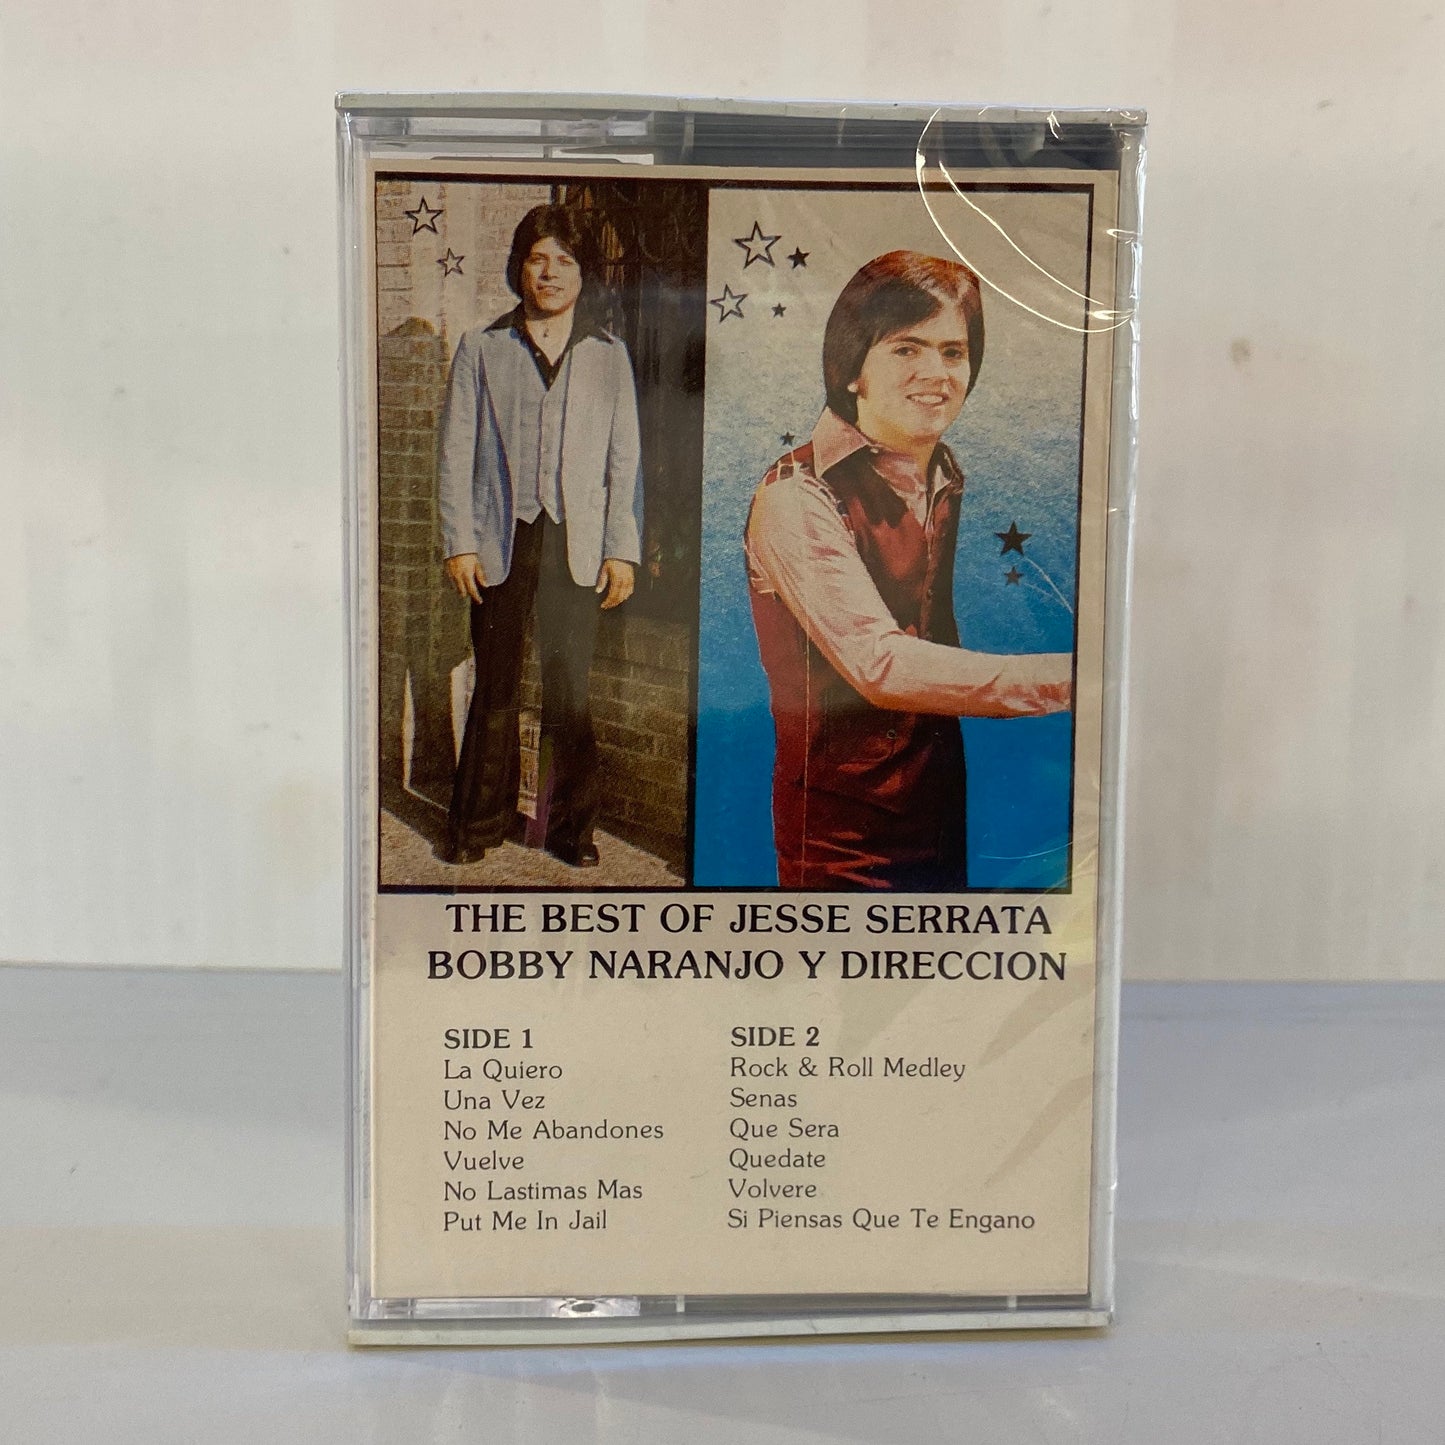 THE BEST OF JESSE SERRATA
BOBBY NARANJO Y DIRECCION
SIDE 1
La Quiero
Una Vez
No Me Abandones
Vuelve
No Lastimas Mas
Put Me In Jail
SIDE 2
Rock & Roll Medley
Senas
Que Sera
Quedate
Volvere
Si Piensas Que Te Engano